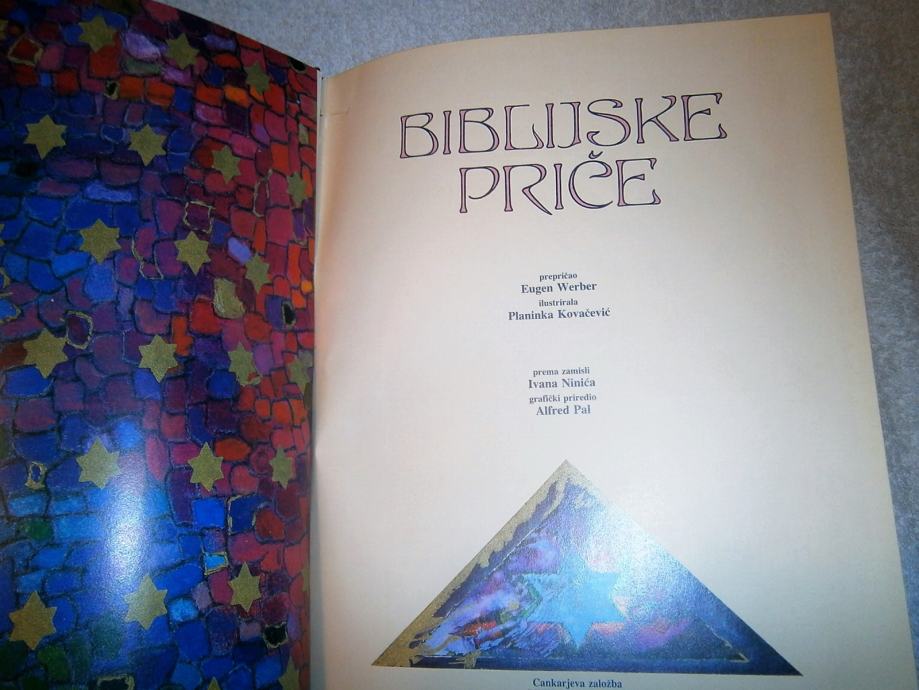 BIBLIJSKE
PRIČE
prepričao
Eugen Werber
ilustrirala
Planinka Kovačević
prema zamisli
Ivana Ninića
grafički priredio
Alfred Pal
Cankarjeva založba